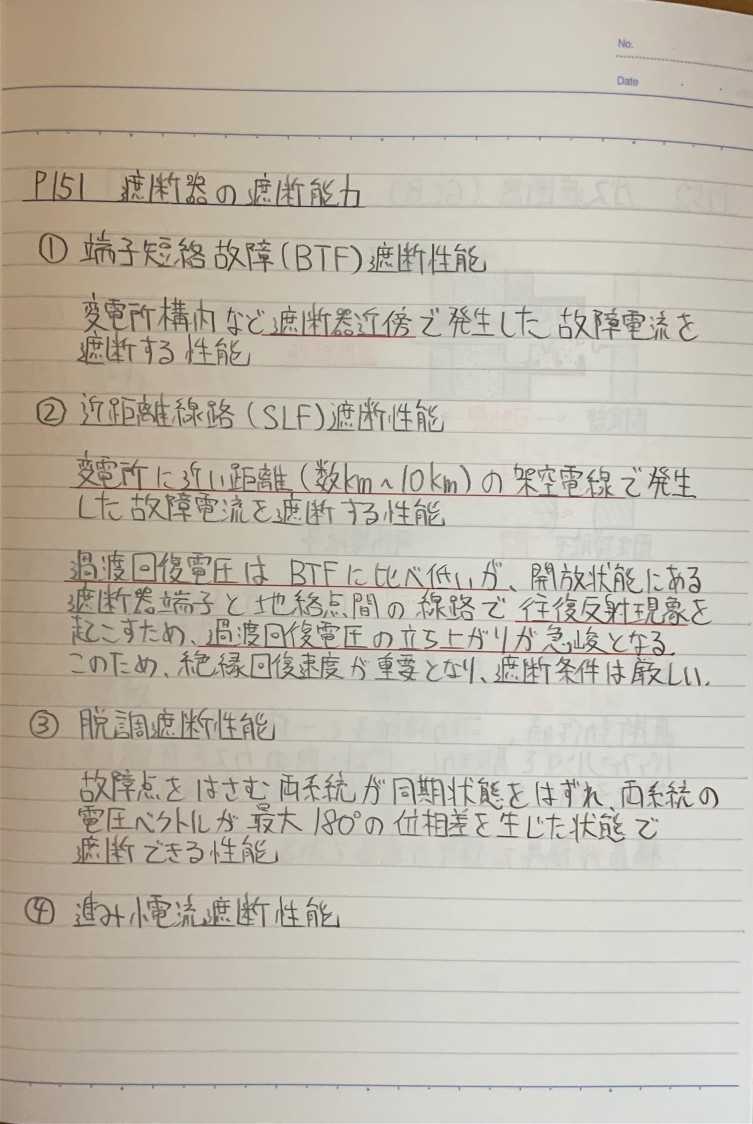 No.
Date
P151 遮断器の遮断能力
① 端子短絡故障(BTF)遮断性能
変電所構内など遮断器近傍で発生した故障電流を
遮断する性能
② 近距離線路(SLF)遮断性能
変電所に近い距離(数km~10km)の架空電線で発生
した故障電流を遮断する性能
過渡回復電圧はBTFに比べ低いが、開放状態にある
遮断器端子と地絡点間の線路で往復反射現象を
起こすため、過渡回復電圧の立ち上がりが急峻となる.
このため、絶縁回復速度が重要となり、遮断条件は厳しい.
③ 脱調遮断性能
故障点をはさむ両系統が同期状態をはずれ、両系統の
電圧ベクトルが最大180°の位相差を生じた状態で
遮断できる性能
④ 進み小電流遮断性能